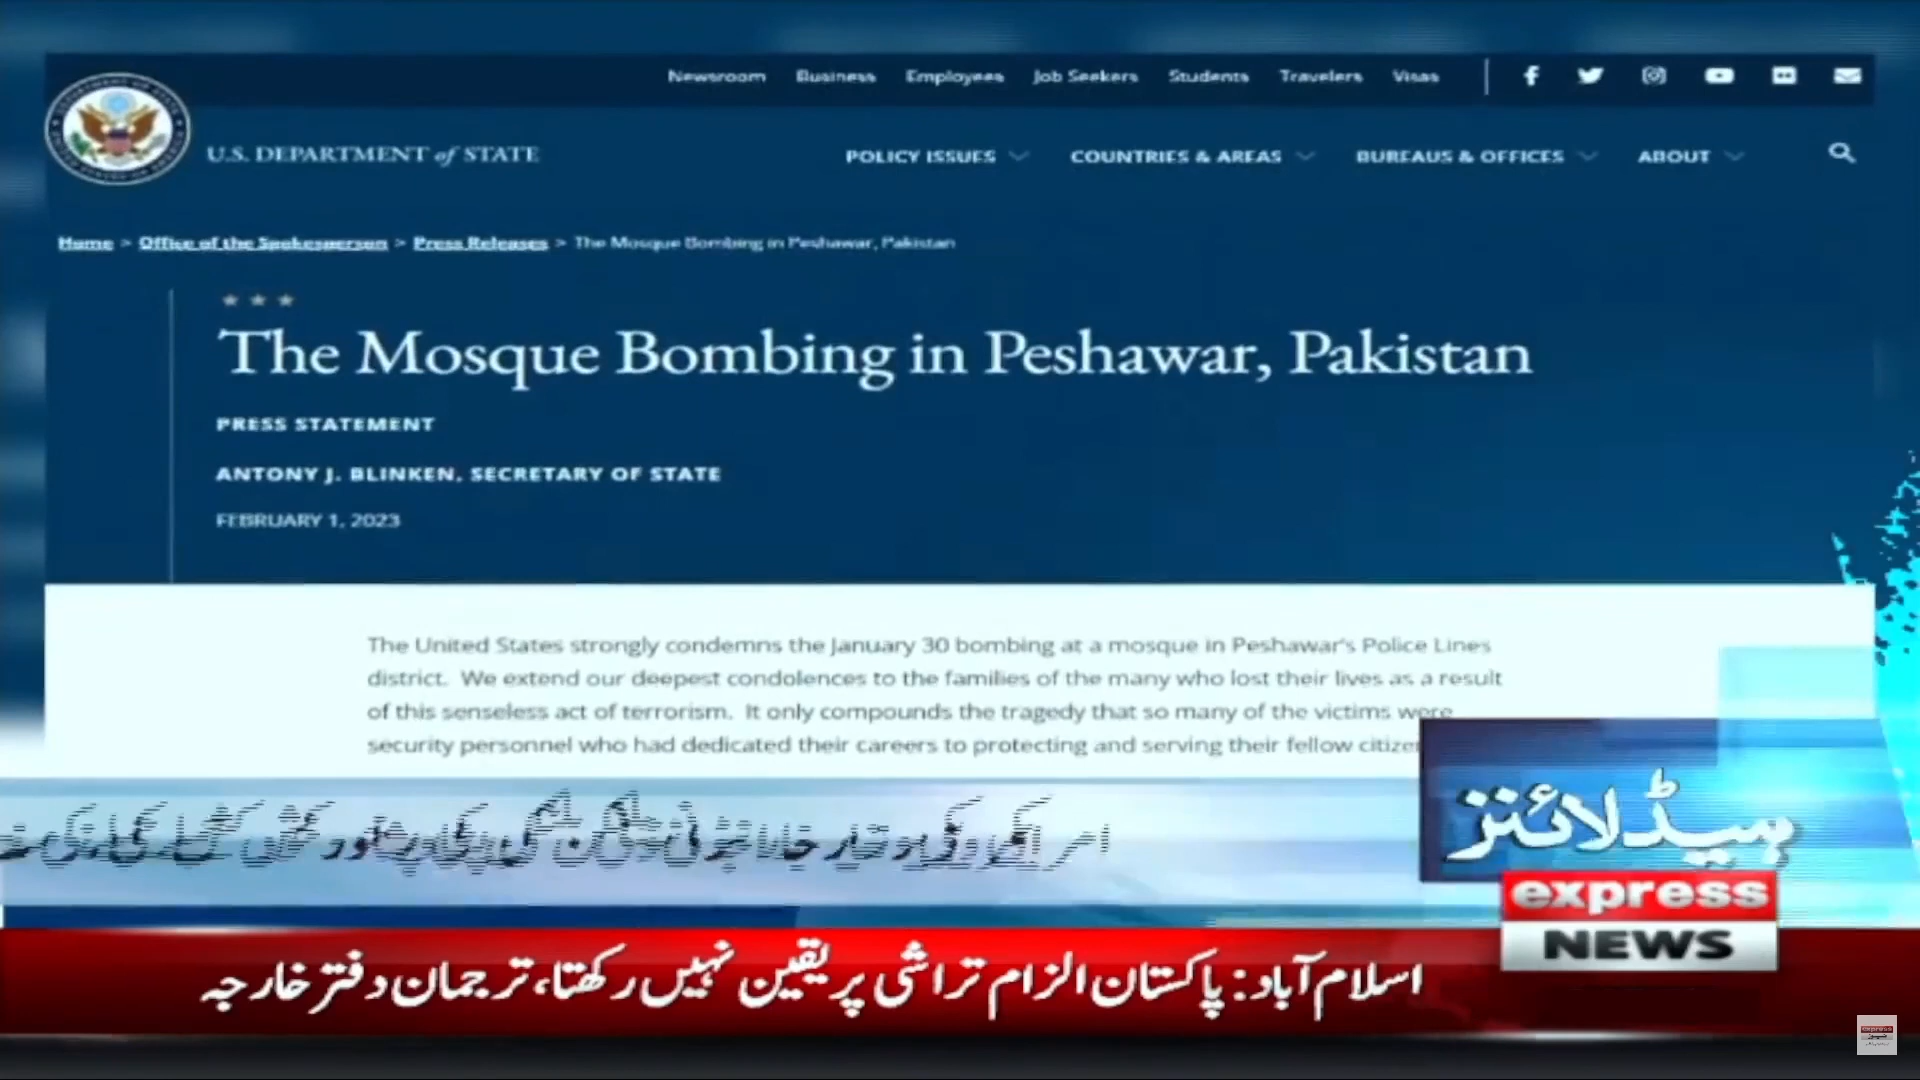 Newsroom Business Employees Job Seekers Students Travelers Visas
U.S. DEPARTMENT of STATE
POLICY ISSUES COUNTRIES & AREAS BUREAUS & OFFICES ABOUT
Home > Office of the Spokesperson > Press Releases > The Mosque Bombing in Peshawar, Pakistan
The Mosque Bombing in Peshawar, Pakistan
PRESS STATEMENT
ANTONY J. BLINKEN, SECRETARY OF STATE
FEBRUARY 1, 2023
The United States strongly condemns the January 30 bombing at a mosque in Peshawar's Police Lines
district. We extend our deepest condolences to the families of the many who lost their lives as a result
of this senseless act of terrorism. It only compounds the tragedy that so many of the victims were
security personnel who had dedicated their careers to protecting and serving their fellow
ہیڈلائنز
express
NEWS
اسلام آباد: پاکستان الزام تراشی پر یقین نہیں رکھتا، ترجمان دفتر خارجہ